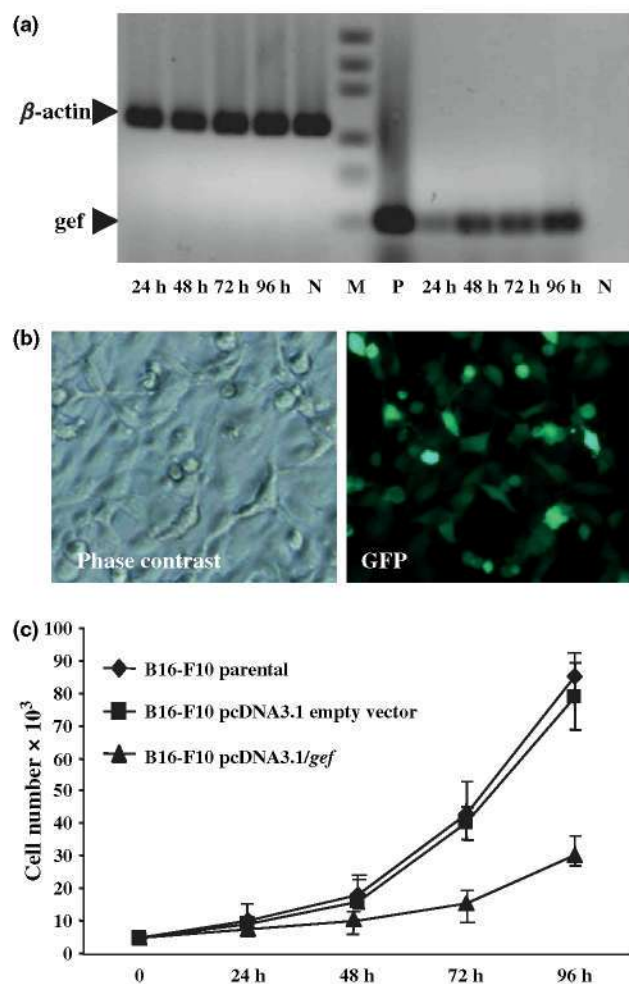 (a)
β-actin
gef
24 h 48 h 72 h 96 h N M P 24 h 48 h 72 h 96 h N
(b)
Phase contrast
GFP
(c)
Cell number × 10³
100
90
80
70
60
50
40
30
20
10
0
B16-F10 parental
B16-F10 pcDNA3.1 empty vector
B16-F10 pcDNA3.1/gef
0 24 h 48 h 72 h 96 h